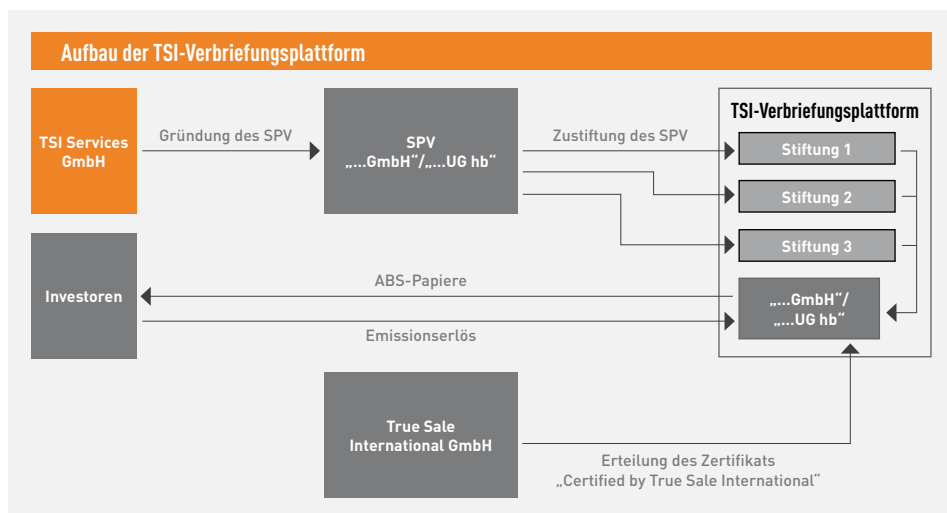 Aufbau der TSI-Verbriefungsplattform
TSI Services
GmbH
Gründung des SPV
SPV
„...GmbH“/„...UG hb“
Zustiftung des SPV
TSI-Verbriefungsplattform
Stiftung 1
Stiftung 2
Stiftung 3
Investoren
ABS-Papiere
Emissionserlös
„...GmbH“/
„...UG hb“
True Sale
International GmbH
Erteilung des Zertifikats
„Certified by True Sale International“